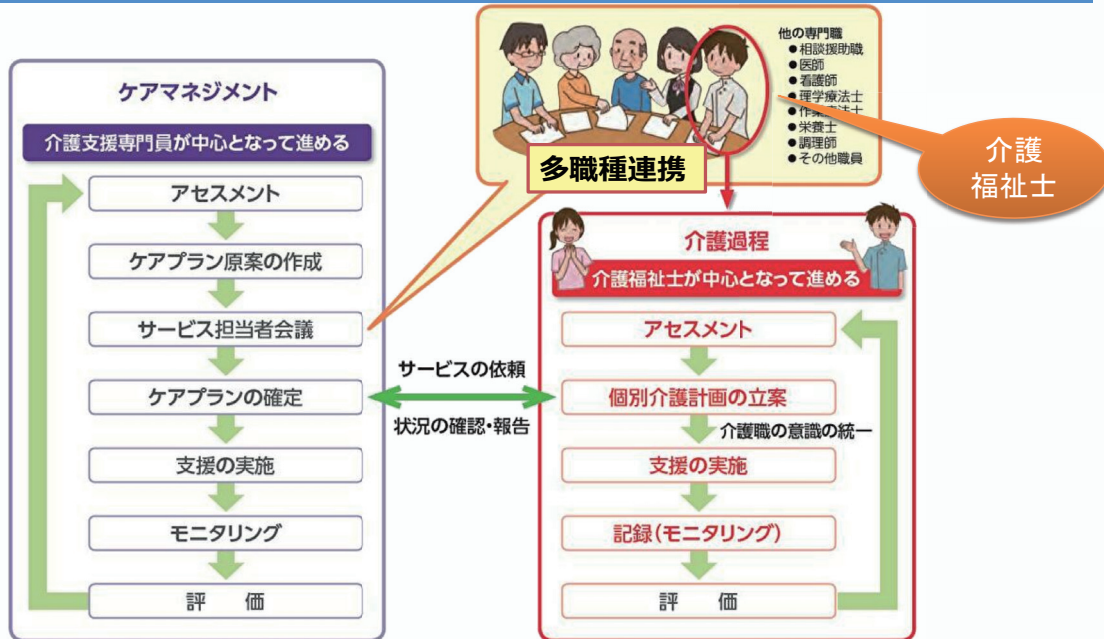 ケアマネジメント
介護支援専門員が中心となって進める
アセスメント
ケアプラン原案の作成
サービス担当者会議
ケアプランの確定
支援の実施
モニタリング
評　価
多職種連携
他の専門職
●相談援助職
●医師
●看護師
●理学療法士
●作業療法士
●栄養士
●調理師
●その他職員
介護
福祉士
サービスの依頼
状況の確認・報告
介護過程
介護福祉士が中心となって進める
アセスメント
個別介護計画の立案
介護職の意識の統一
支援の実施
記録(モニタリング)
評　価